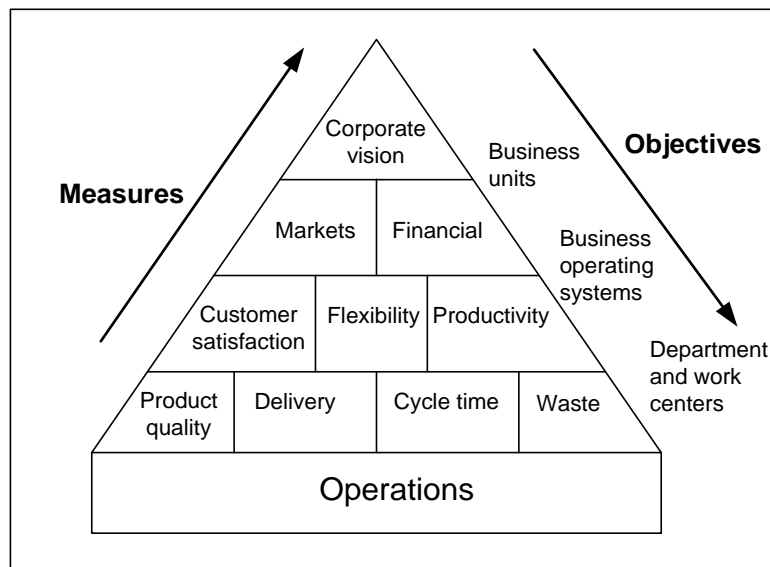 Corporate
vision
Business
units
Objectives
Measures
Markets
Financial
Business
operating
systems
Customer
satisfaction
Flexibility
Productivity
Department
and work
centers
Product
quality
Delivery
Cycle time
Waste
Operations